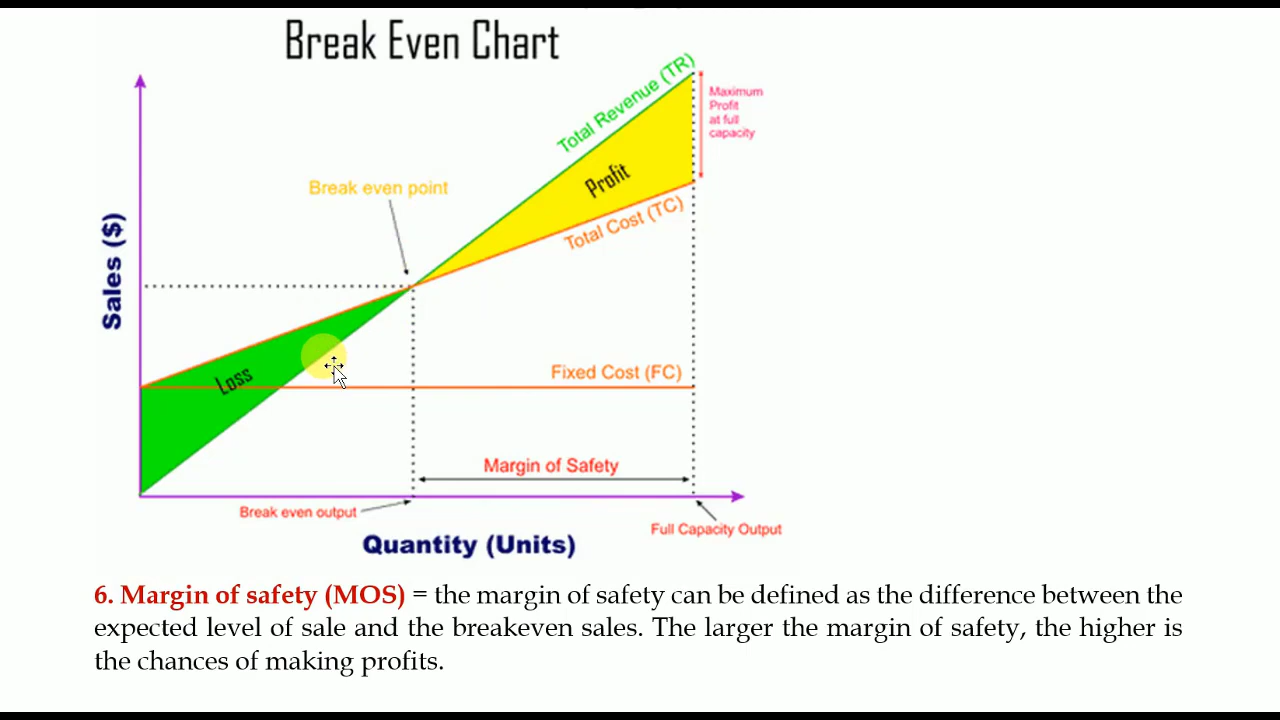 Break Even Chart
Total Revenue (TR)
Maximum
Profit
at full
capacity
Profit
Break even point
Total Cost (TC)
Sales ($)
Loss
Fixed Cost (FC)
Margin of Safety
Break even output
Full Capacity Output
Quantity (Units)
6. Margin of safety (MOS) = the margin of safety can be defined as the difference between the
expected level of sale and the breakeven sales. The larger the margin of safety, the higher is
the chances of making profits.